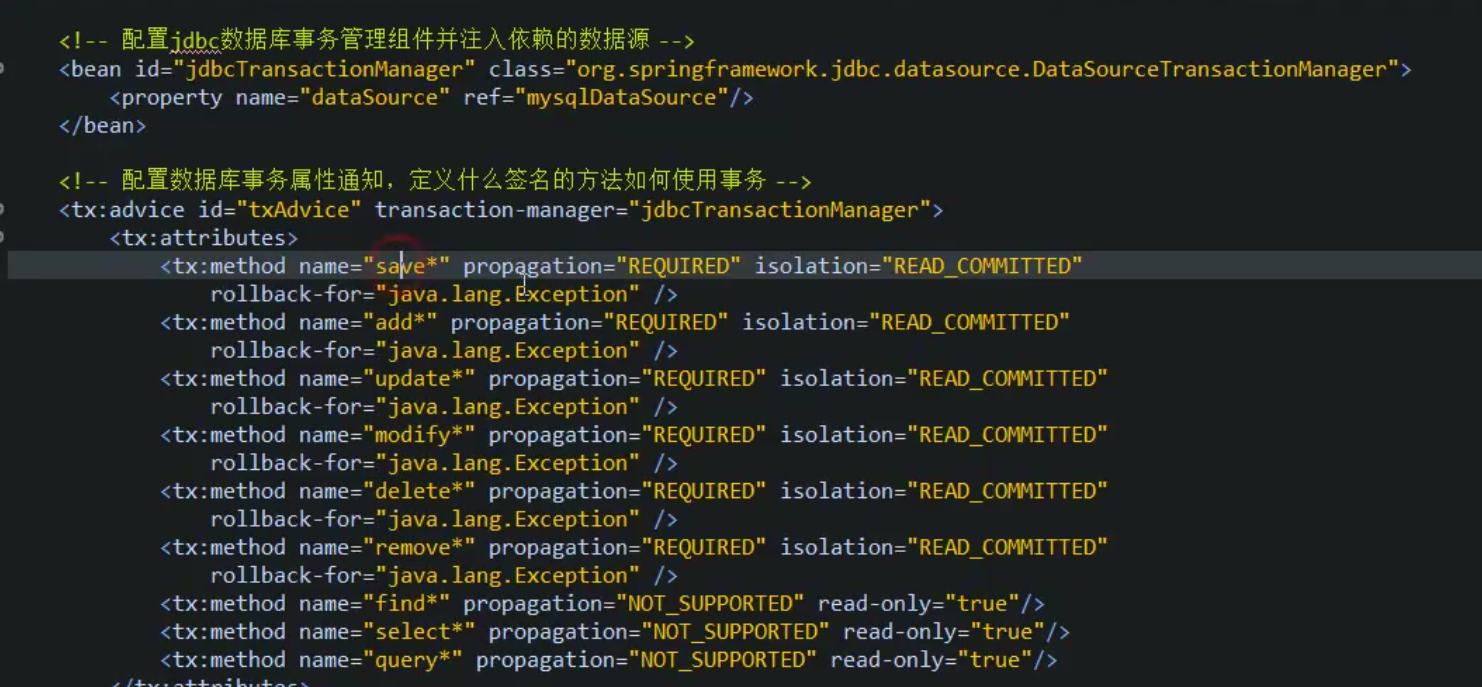 <!-- 配置jdbc数据库事务管理组件并注入依赖的数据源 -->
<bean id="jdbcTransactionManager" class="org.springframework.jdbc.datasource.DataSourceTransactionManager">
<property name="dataSource" ref="mysqlDataSource"/>
</bean>
<!-- 配置数据库事务属性通知，定义什么签名的方法如何使用事务 -->
<tx:advice id="txAdvice" transaction-manager="jdbcTransactionManager">
<tx:attributes>
<tx:method name="save*" propagation="REQUIRED" isolation="READ_COMMITTED"
rollback-for="java.lang.Exception" />
<tx:method name="add*" propagation="REQUIRED" isolation="READ_COMMITTED"
rollback-for="java.lang.Exception" />
<tx:method name="update*" propagation="REQUIRED" isolation="READ_COMMITTED"
rollback-for="java.lang.Exception" />
<tx:method name="modify*" propagation="REQUIRED" isolation="READ_COMMITTED"
rollback-for="java.lang.Exception" />
<tx:method name="delete*" propagation="REQUIRED" isolation="READ_COMMITTED"
rollback-for="java.lang.Exception" />
<tx:method name="remove*" propagation="REQUIRED" isolation="READ_COMMITTED"
rollback-for="java.lang.Exception" />
<tx:method name="find*" propagation="NOT_SUPPORTED" read-only="true"/>
<tx:method name="select*" propagation="NOT_SUPPORTED" read-only="true"/>
<tx:method name="query*" propagation="NOT_SUPPORTED" read-only="true"/>
</tx:attributes>